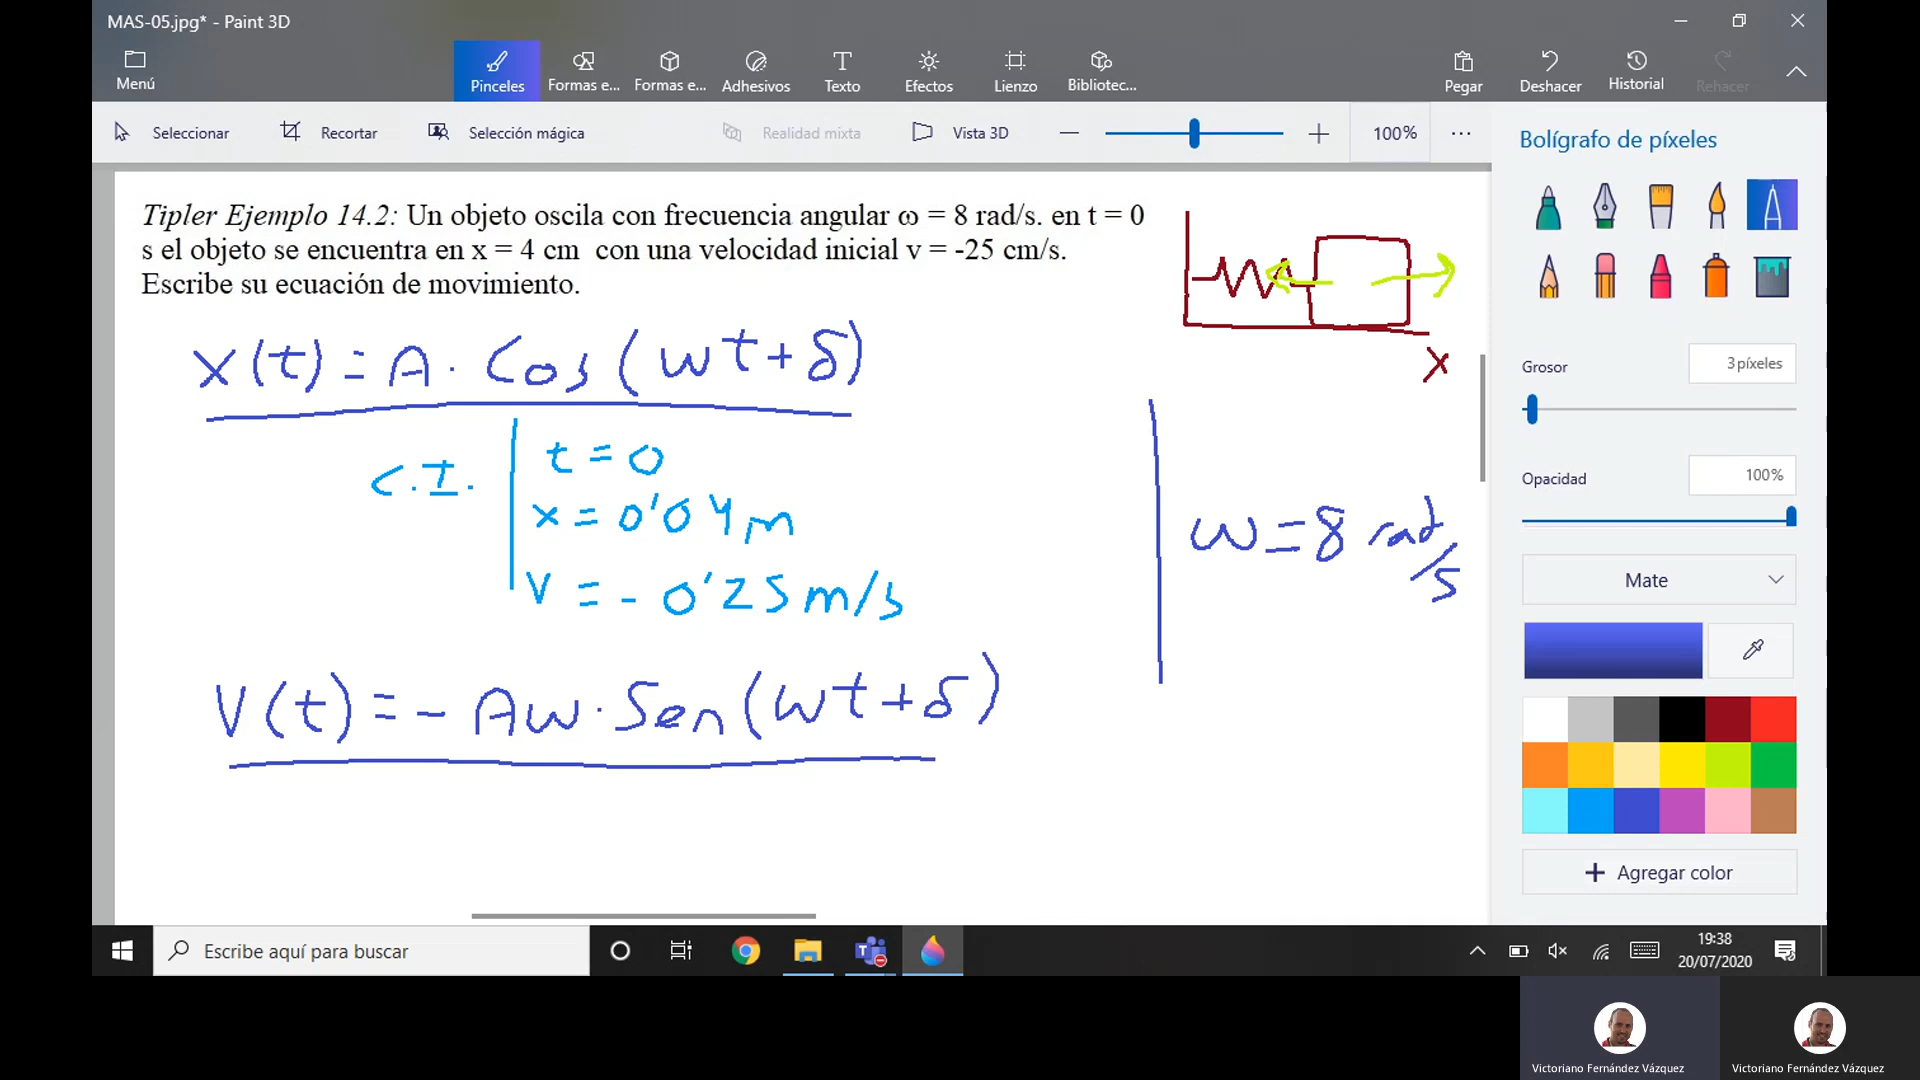 MAS-05.jpg* - Paint 3D
Menú
Pinceles
Formas e...
Formas e...
Adhesivos
Texto
Efectos
Lienzo
Bibliotec...
Pegar
Deshacer
Historial
Rehacer
Seleccionar
Recortar
Selección mágica
Realidad mixta
Vista 3D
100%
Bolígrafo de píxeles
Tipler Ejemplo 14.2: Un objeto oscila con frecuencia angular ω = 8 rad/s. en t = 0
s el objeto se encuentra en x = 4 cm con una velocidad inicial v = -25 cm/s.
Escribe su ecuación de movimiento.
x
x(t) = A · Cos(wt+δ)
C.I.
t = 0
x = 0'04 m
v = - 0'25 m/s
w = 8 rad/s
V(t) = - Aw · Sen(wt+δ)
Grosor
3 píxeles
Opacidad
100%
Mate
Agregar color
Escribe aquí para buscar
19:38
20/07/2020
Victoriano Fernández Vázquez
Victoriano Fernández Vázquez